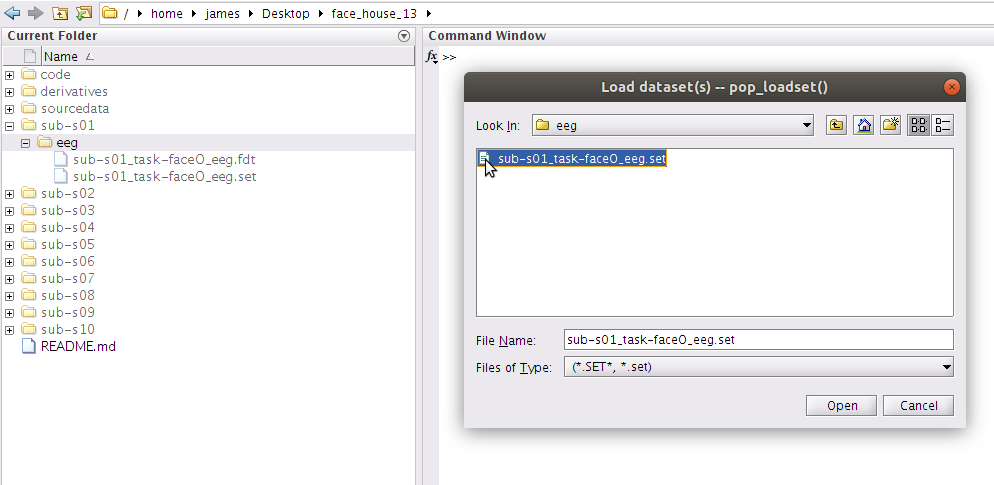 / home james Desktop face_house_13
Current Folder
Name
code
derivatives
sourcedata
sub-s01
eeg
sub-s01_task-faceO_eeg.fdt
sub-s01_task-faceO_eeg.set
sub-s02
sub-s03
sub-s04
sub-s05
sub-s06
sub-s07
sub-s08
sub-s09
sub-s10
README.md
Command Window
fx >>
Load dataset(s) -- pop_loadset()
Look In: eeg
sub-s01_task-faceO_eeg.set
File Name: sub-s01_task-faceO_eeg.set
Files of Type: (*.SET*, *.set)
Open Cancel